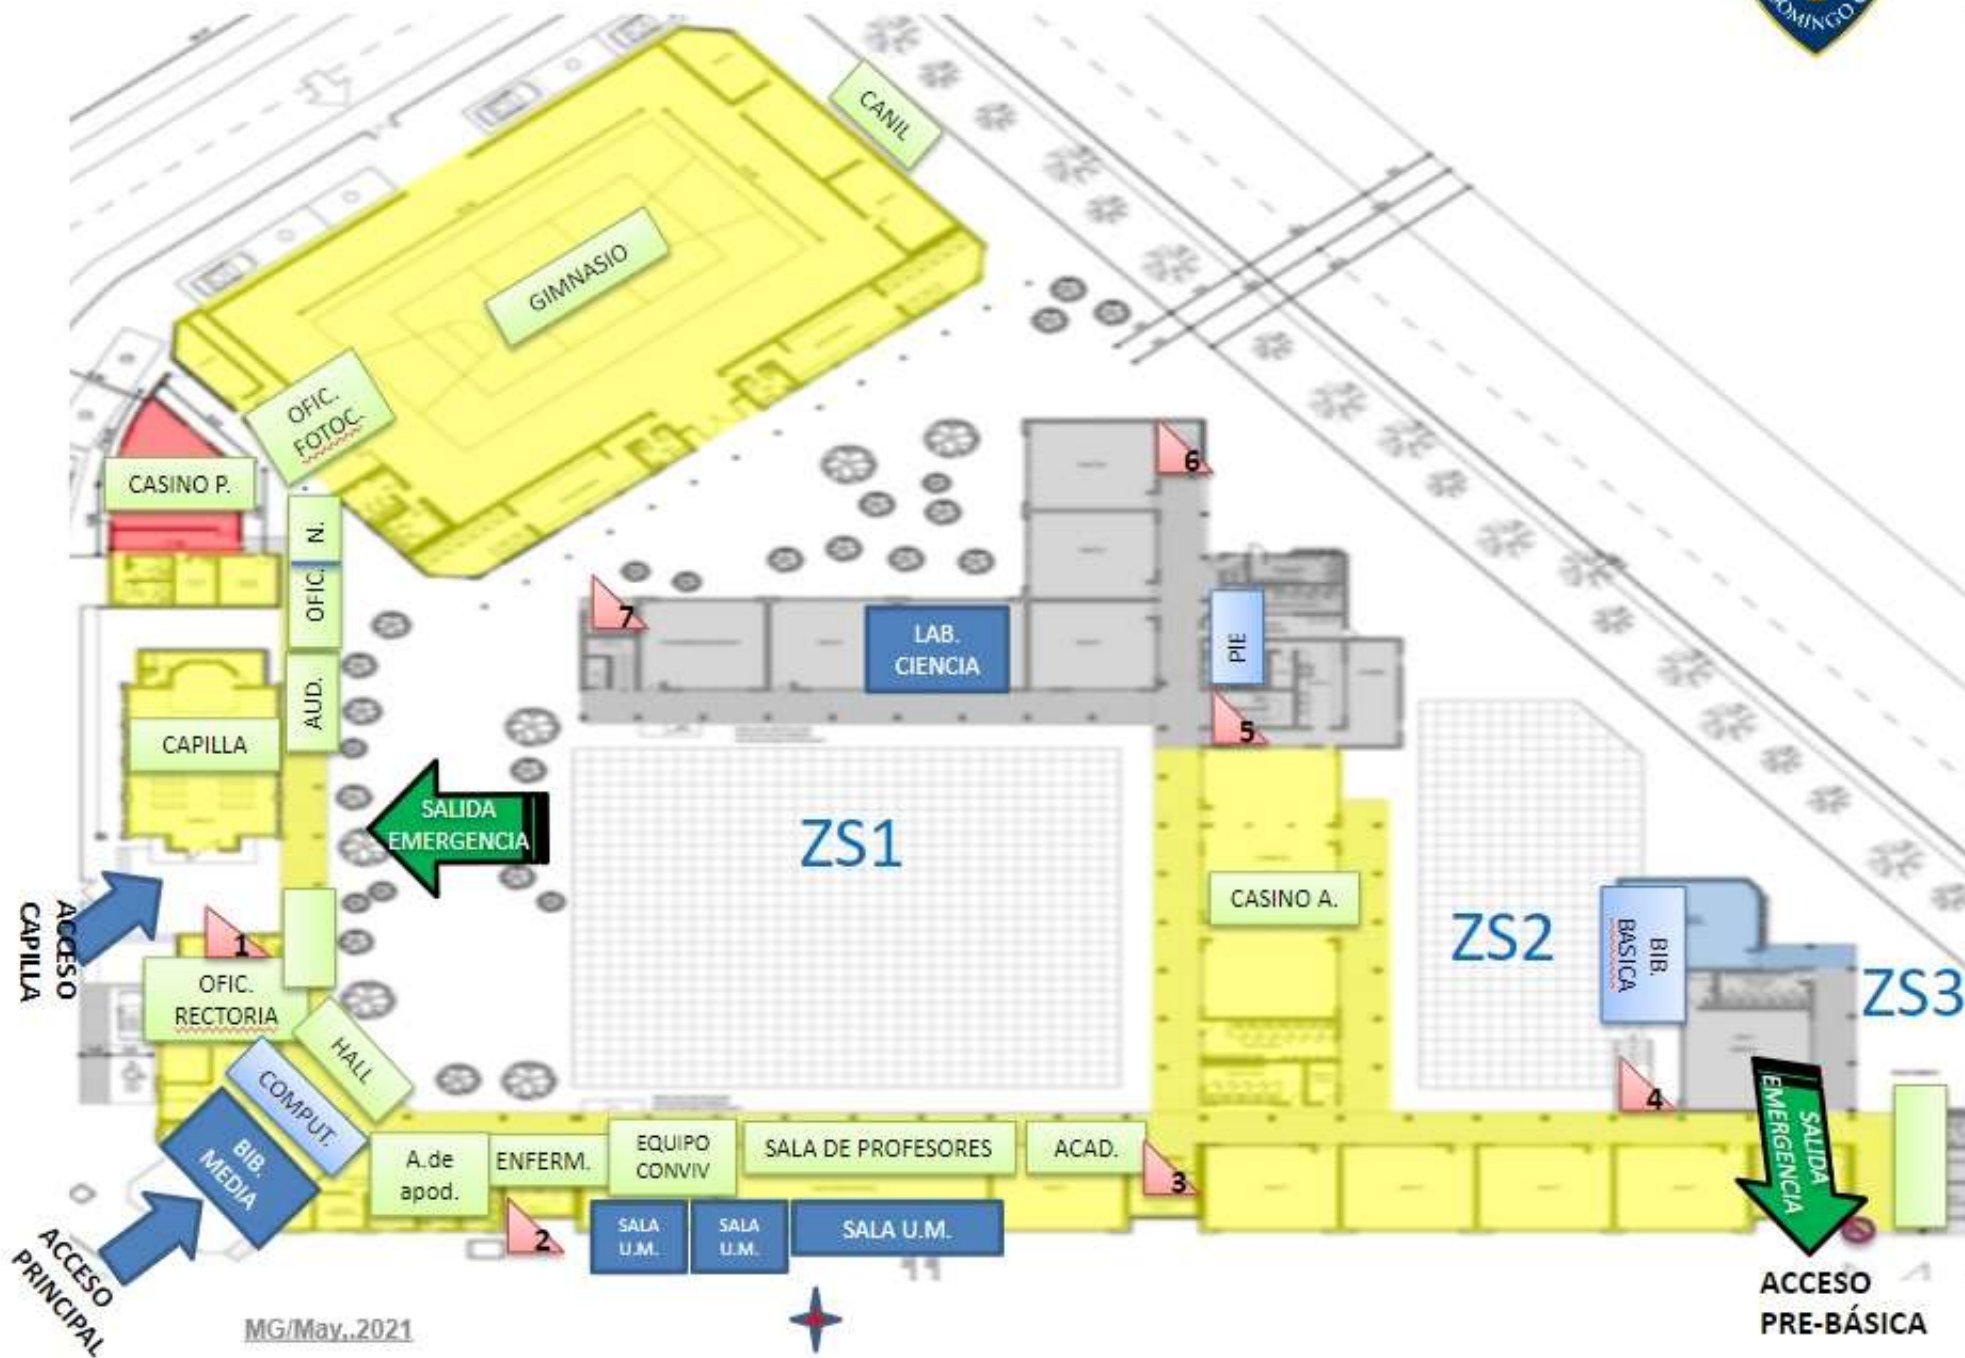 DOMINGO
CANIL
GIMNASIO
OFIC.
FOTOC.
CASINO P.
OFIC. N.
6
7
LAB.
CIENCIA
PIE
AUD.
5
CAPILLA
SALIDA
EMERGENCIA
ZS1
CASINO A.
ZS2
BIB.
BASICA
ZS3
ACCESO
CAPILLA
1
OFIC.
RECTORIA
HALL
COMPUT.
BIB.
MEDIA
4
SALIDA
EMERGENCIA
A.de
apod.
ENFERM.
EQUIPO
CONVIV
SALA DE PROFESORES
ACAD.
3
2
SALA
U.M.
SALA
U.M.
SALA U.M.
ACCESO
PRINCIPAL
ACCESO
PRE-BÁSICA
MG/May,.2021